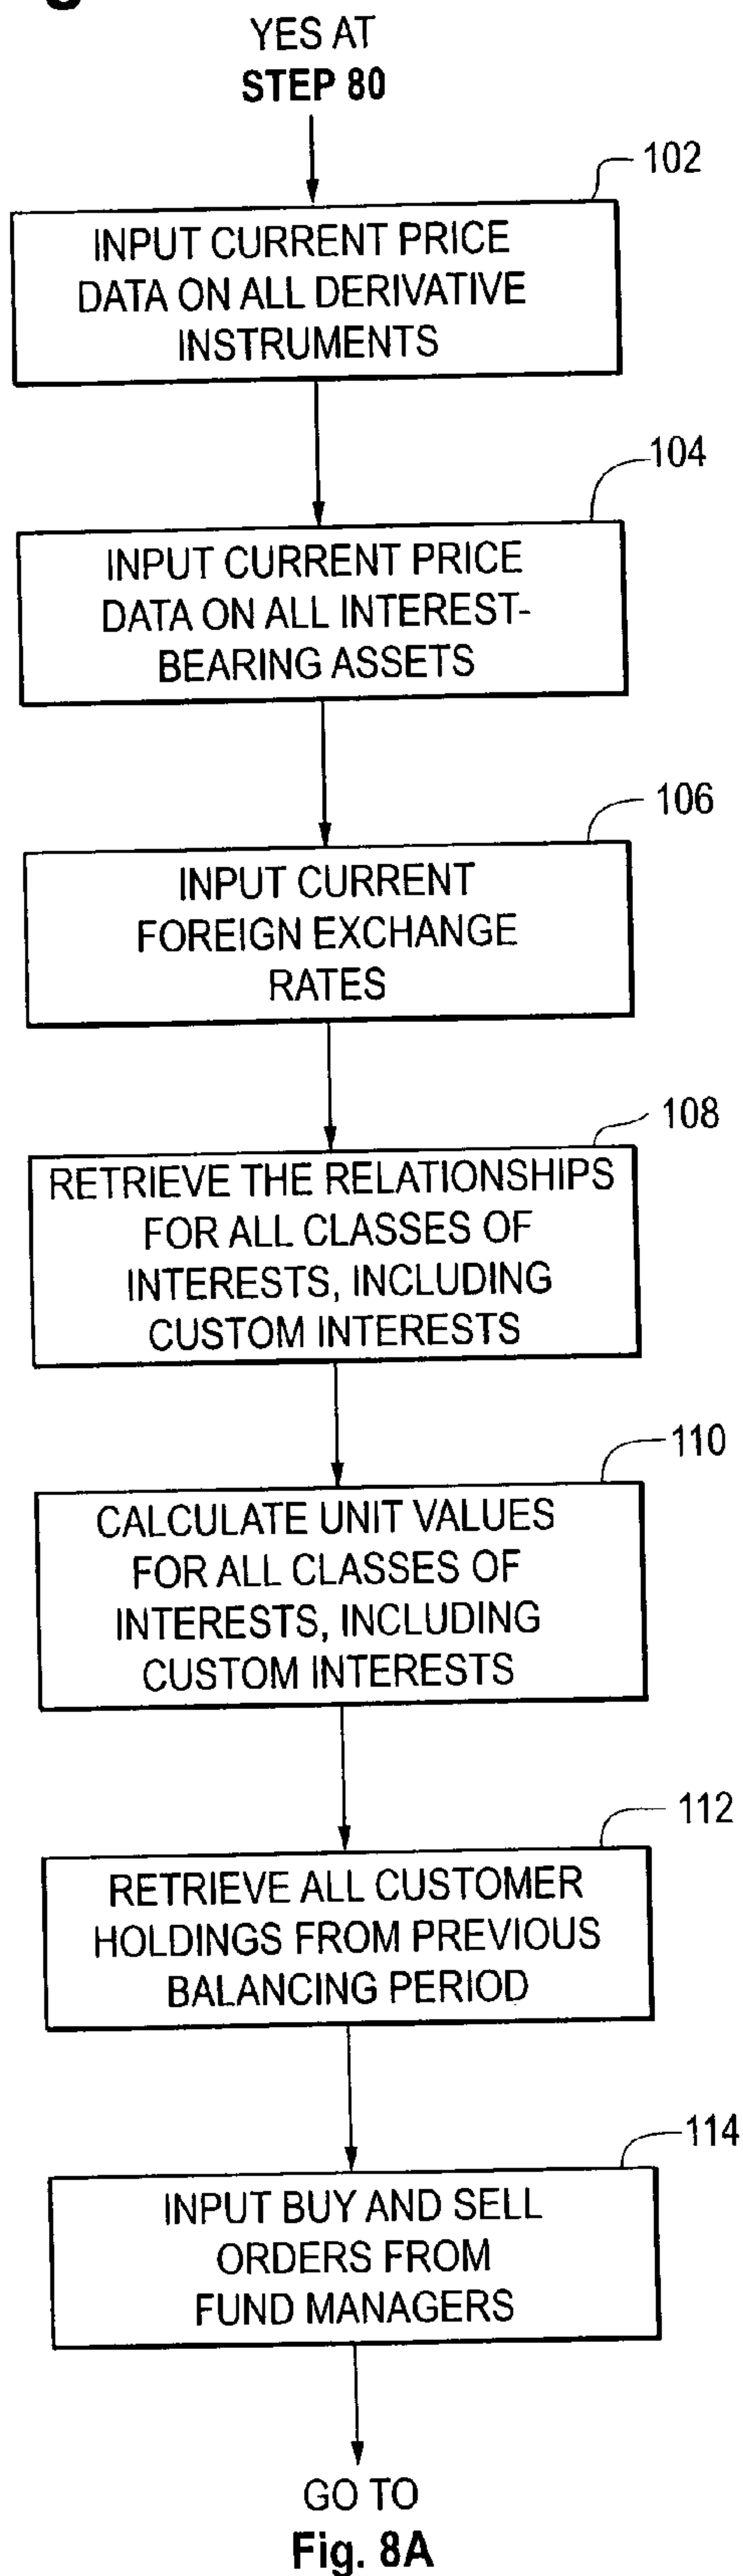 YES AT
STEP 80
102
INPUT CURRENT PRICE
DATA ON ALL DERIVATIVE
INSTRUMENTS
104
INPUT CURRENT PRICE
DATA ON ALL INTEREST-
BEARING ASSETS
106
INPUT CURRENT
FOREIGN EXCHANGE
RATES
108
RETRIEVE THE RELATIONSHIPS
FOR ALL CLASSES OF
INTERESTS, INCLUDING
CUSTOM INTERESTS
110
CALCULATE UNIT VALUES
FOR ALL CLASSES OF
INTERESTS, INCLUDING
CUSTOM INTERESTS
112
RETRIEVE ALL CUSTOMER
HOLDINGS FROM PREVIOUS
BALANCING PERIOD
114
INPUT BUY AND SELL
ORDERS FROM
FUND MANAGERS
GO TO
Fig. 8A